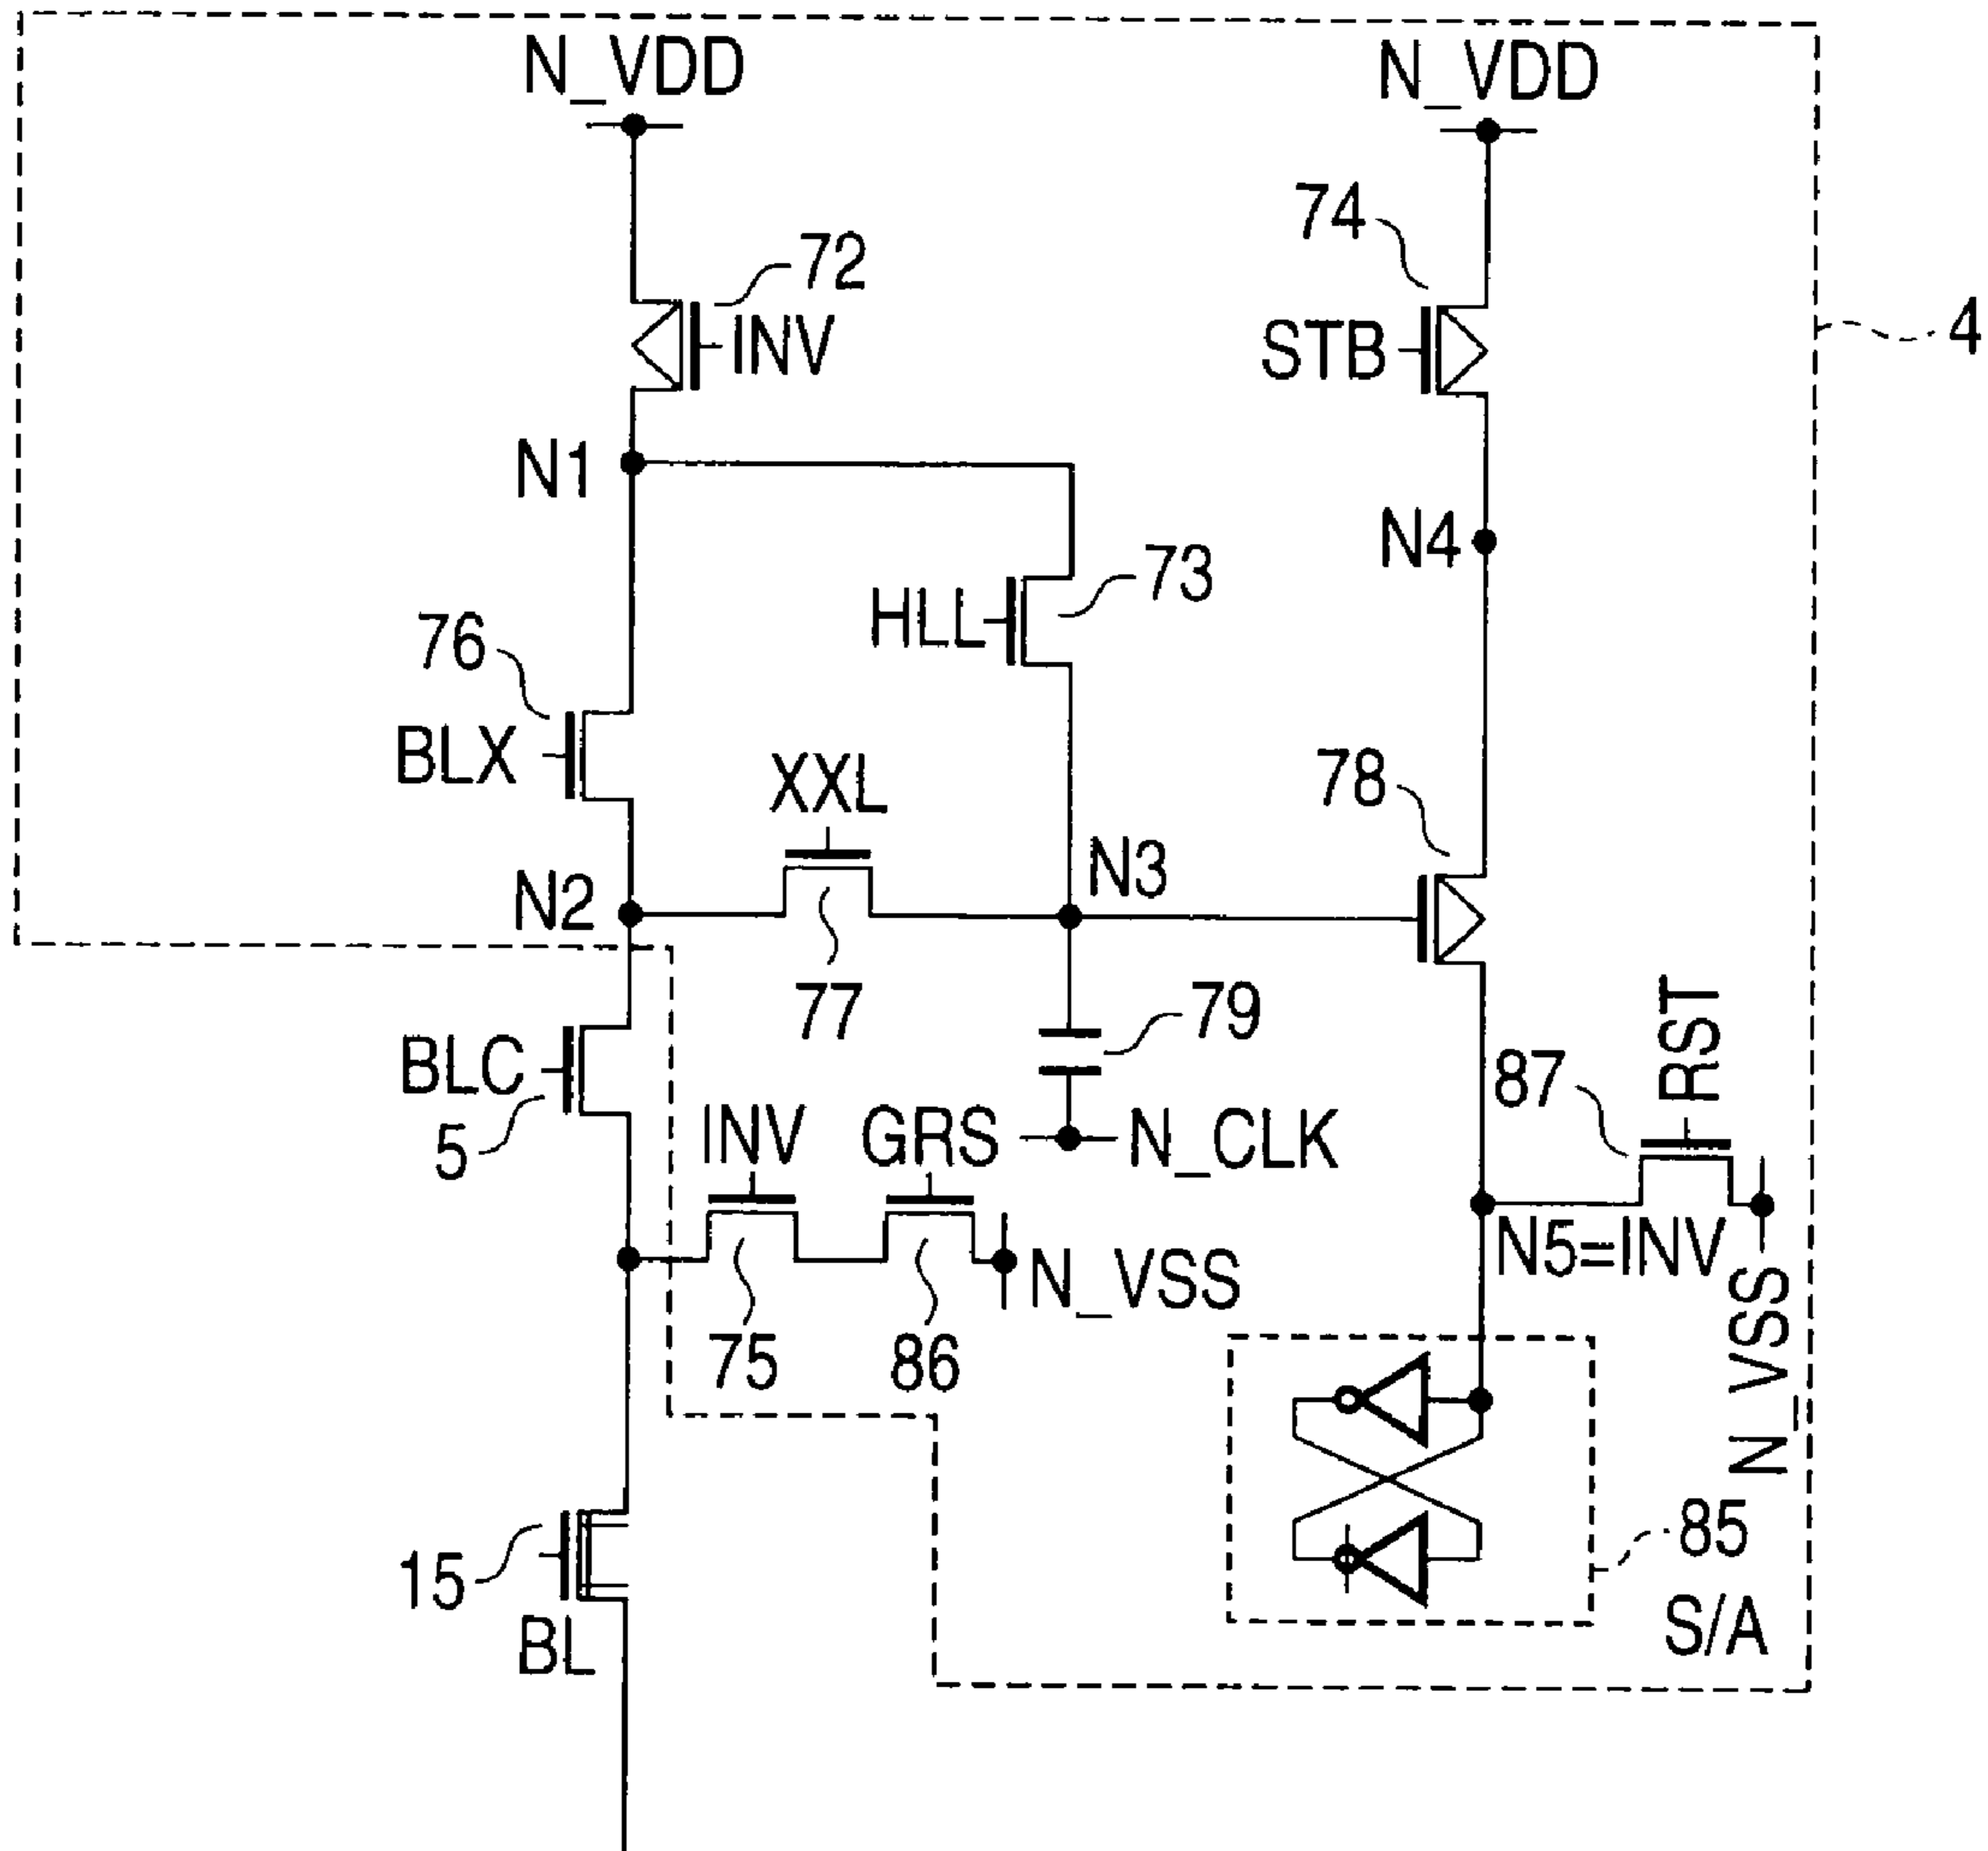 N_VDD
N_VDD
74
72
INV
STB
4
N1
N4
73
HLL
76
BLX
XXL
78
N3
N2
77
79
RST
BLC
5
87
INV
GRS
N_CLK
N5=INV
N_VSS
75
86
N_VSS
15
BL
85
S/A